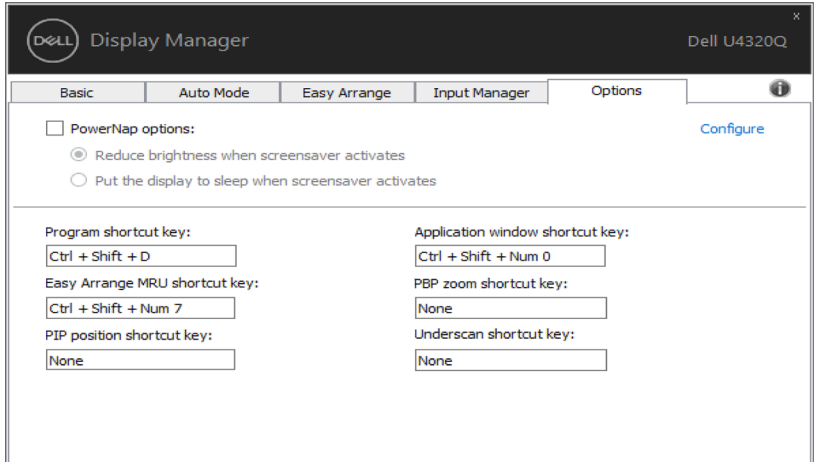 DELL Display Manager
x
Dell U4320Q
Basic Auto Mode Easy Arrange Input Manager Options i
PowerNap options: Configure
Reduce brightness when screensaver activates
Put the display to sleep when screensaver activates
Program shortcut key: Application window shortcut key:
Ctrl + Shift + D Ctrl + Shift + Num 0
Easy Arrange MRU shortcut key: PBP zoom shortcut key:
Ctrl + Shift + Num 7 None
PIP position shortcut key: Underscan shortcut key:
None None